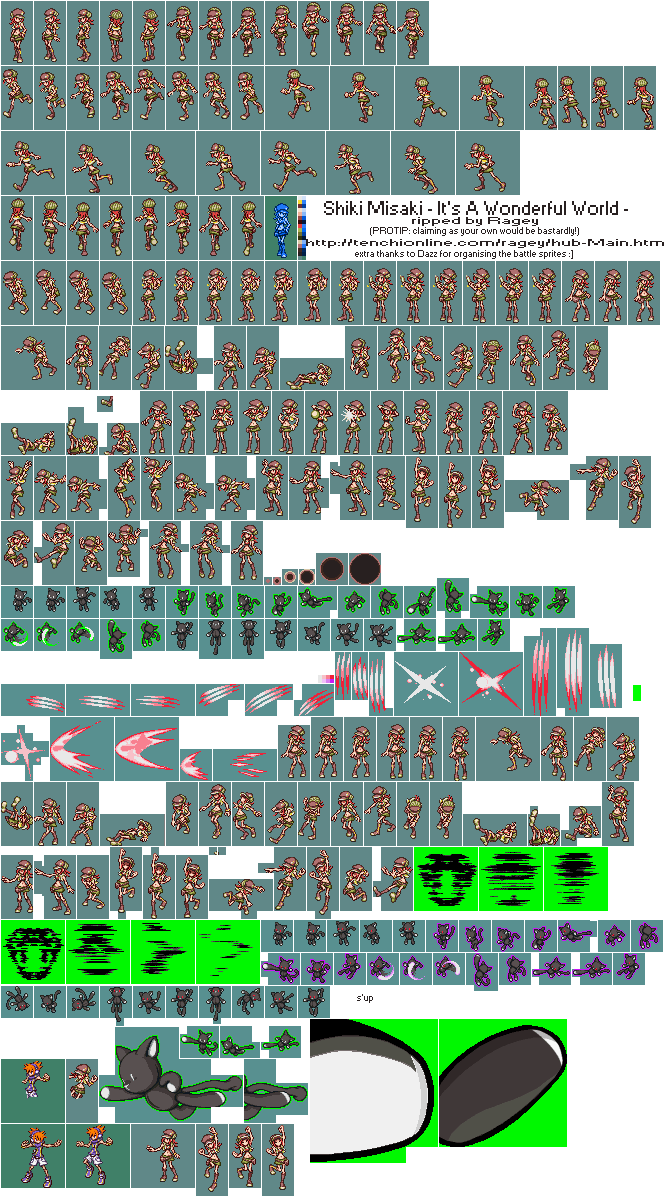 Shiki Misaki - It's A Wonderful World -
ripped by Ragey
(PROTIP: claiming as your own would be bastardly!)
http://tenchionline.com/ragey/hub-Main.htm
extra thanks to Dazz for organising the battle sprites :]
s'up